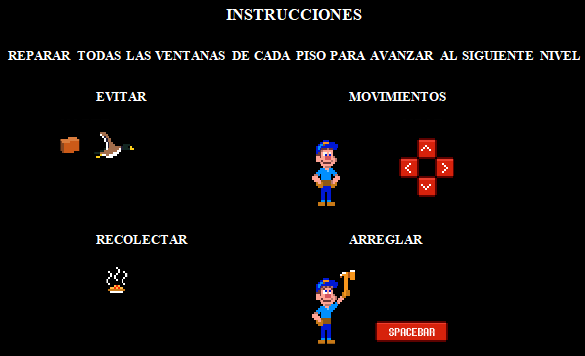 INSTRUCCIONES
REPARAR TODAS LAS VENTANAS DE CADA PISO PARA AVANZAR AL SIGUIENTE NIVEL
EVITAR
MOVIMIENTOS
RECOLECTAR
ARREGLAR
SPACEBAR